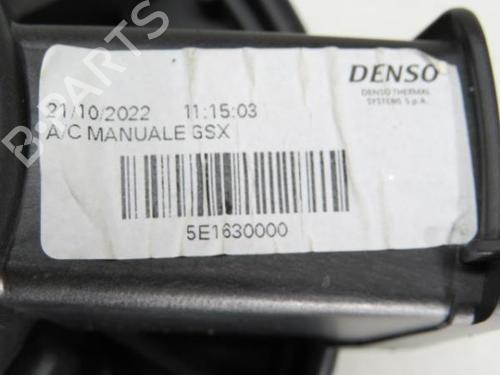 DENSO
DENSO THERMAL
SYSTEMS S.p.A.
21/10/2022 11:15:03
A/C MANUALE GSX
5E1630000
B-PARTS